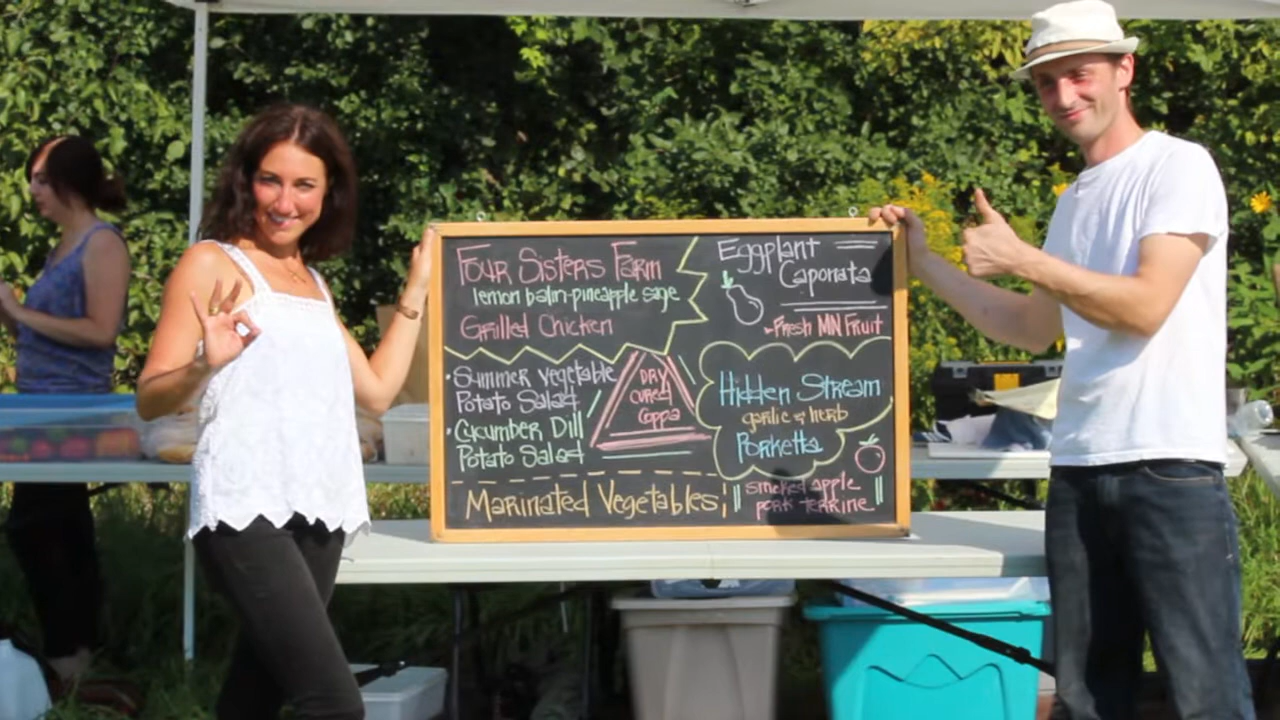 Four Sisters Farm
lemon balm-pineapple sage
Grilled Chicken
Eggplant
Caponata
Fresh MN Fruit
• Summer vegetable
Potato Salad
• Cucumber Dill
Potato Salad
DRY
cured
Coppa
Hidden Stream
garlic & herb
Porketta
Marinated Vegetables
smoked apple
pork terrine